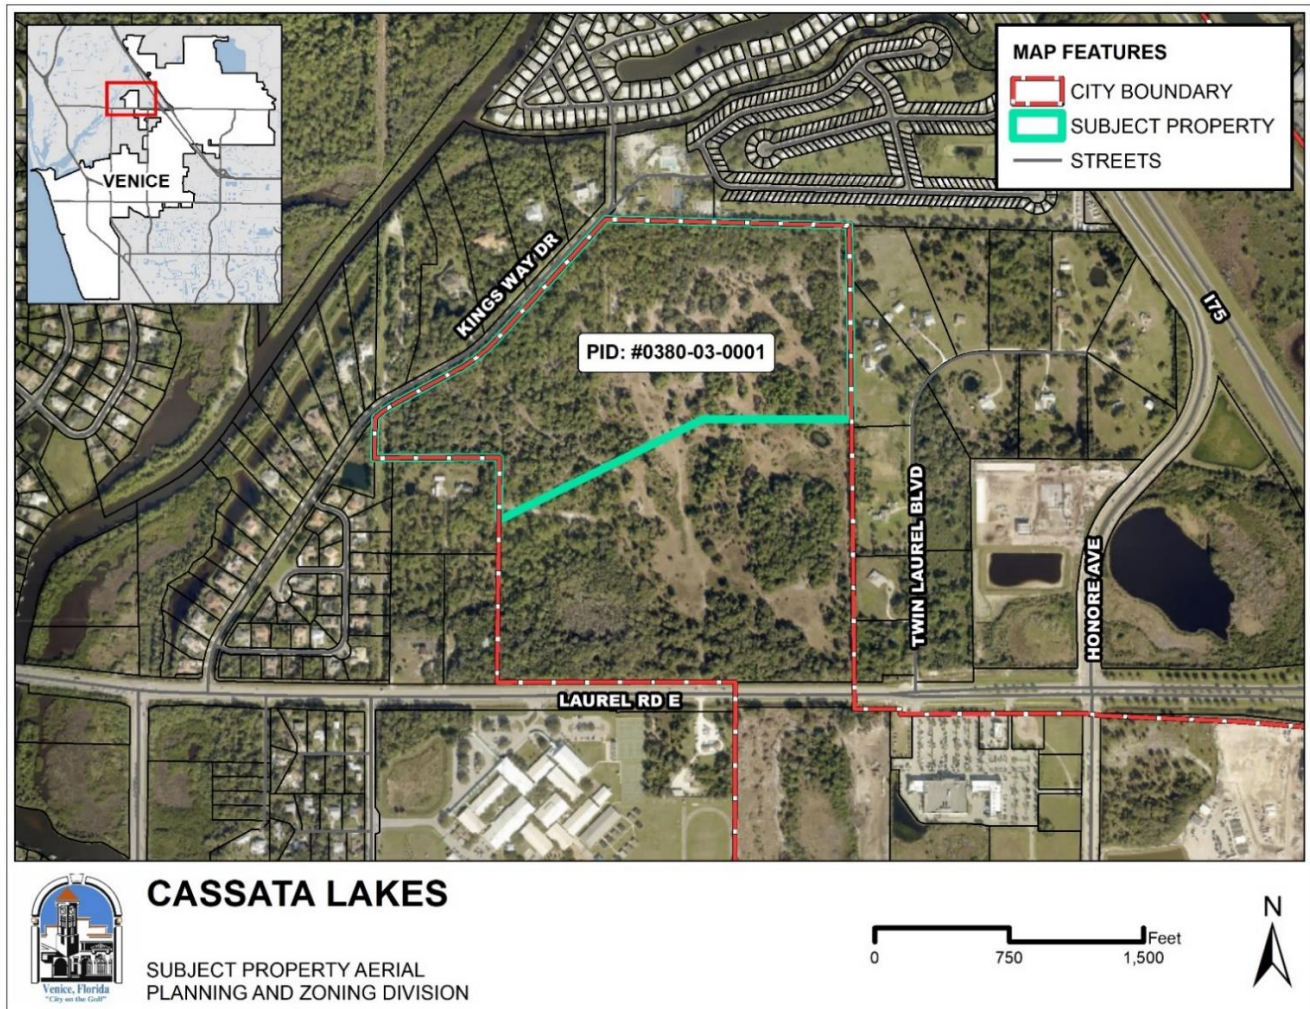 VENICE
MAP FEATURES
CITY BOUNDARY
SUBJECT PROPERTY
STREETS
KINGS WAY DR
I75
PID: #0380-03-0001
TWIN LAUREL BLVD
HONORE AVE
LAUREL RD E
CASSATA LAKES
SUBJECT PROPERTY AERIAL
PLANNING AND ZONING DIVISION
Venice, Florida
"City on the Gulf"
Feet
0 750 1,500
N